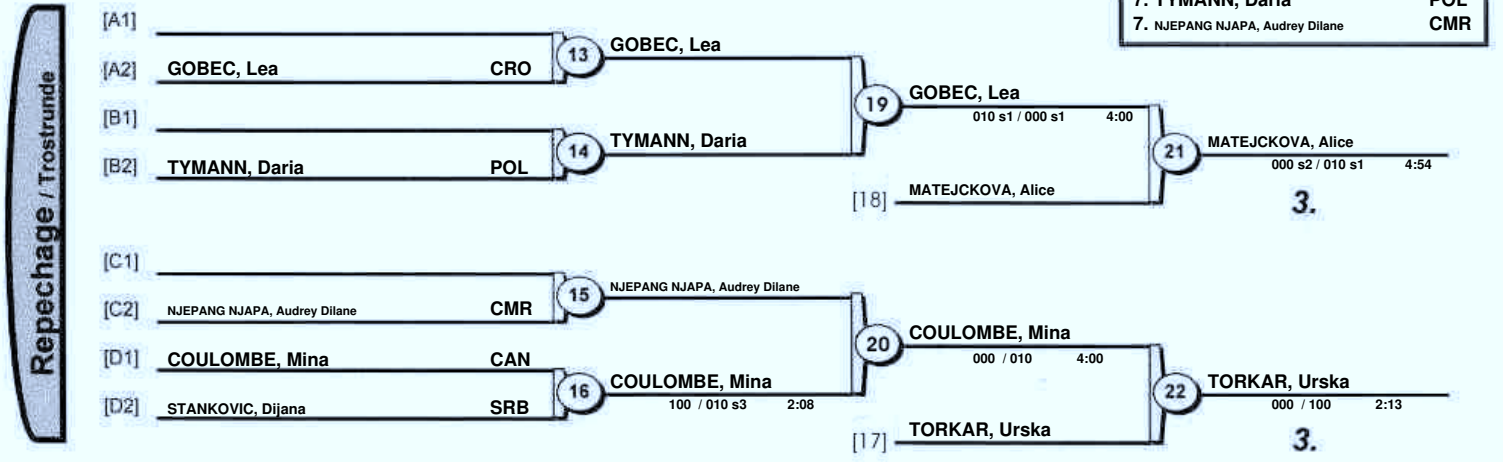 7. TYMANN, Daria POL
7. NJEPANG NJAPA, Audrey Dilane CMR
Repechage / Trostrunde
[A1]
[A2] GOBEC, Lea CRO
13
GOBEC, Lea
[B1]
[B2] TYMANN, Daria POL
14
TYMANN, Daria
19
GOBEC, Lea
010 s1 / 000 s1 4:00
[18] MATEJCKOVA, Alice
21
MATEJCKOVA, Alice
000 s2 / 010 s1 4:54
3.
[C1]
[C2] NJEPANG NJAPA, Audrey Dilane CMR
15
NJEPANG NJAPA, Audrey Dilane
[D1] COULOMBE, Mina CAN
[D2] STANKOVIC, Dijana SRB
16
COULOMBE, Mina
100 / 010 s3 2:08
20
COULOMBE, Mina
000 / 010 4:00
[17] TORKAR, Urska
22
TORKAR, Urska
000 / 100 2:13
3.